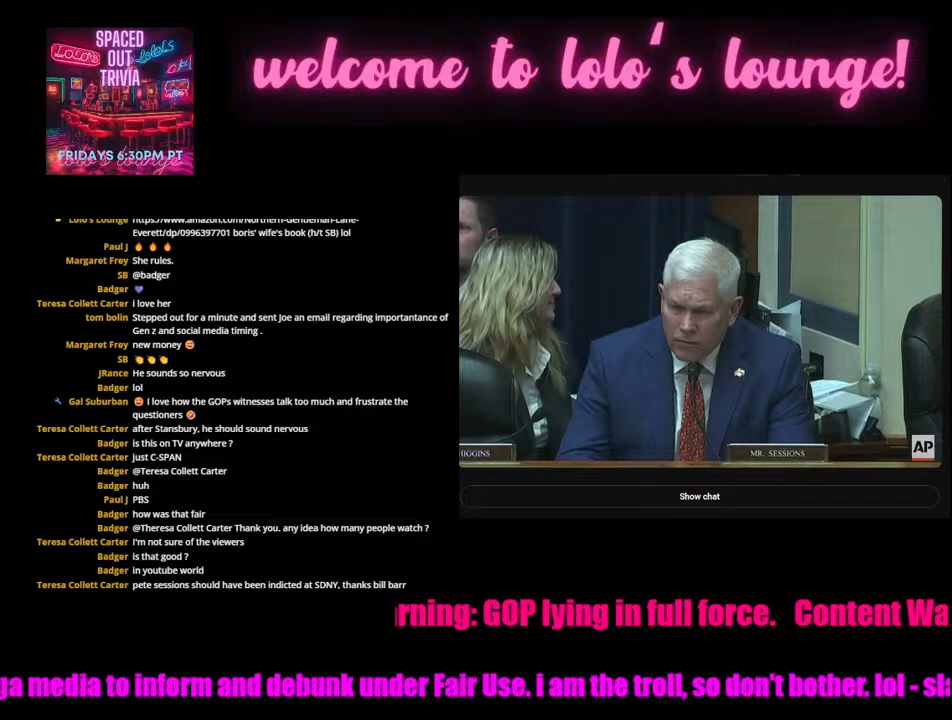 SPACED
OUT
TRIVIA
LOLO'S
FRIDAYS 6:30PM PT
lolo's lounge
welcome to lolo's lounge!
Lolo's Lounge https://www.amazon.com/Northern-Gentleman-Lane-
Everett/dp/0996397701 boris' wife's book (h/t SB) lol
Paul J 🔥 🔥 🔥
Margaret Frey She rules.
SB @badger
Badger 💜
Teresa Collett Carter i love her
tom bolin Stepped out for a minute and sent Joe an email regarding importantance of
Gen z and social media timing .
Margaret Frey new money 😅
SB 👏 👏 👏
JRance He sounds so nervous
Badger lol
Gal Suburban I love how the GOPs witnesses talk too much and frustrate the
questioners 🤣
Teresa Collett Carter after Stansbury, he should sound nervous
Badger is this on TV anywhere ?
Teresa Collett Carter just C-SPAN
Badger @Teresa Collett Carter
Badger huh
Paul J PBS
Badger how was that fair
Badger @Theresa Collett Carter Thank you. any idea how many people watch ?
Teresa Collett Carter I'm not sure of the viewers
Badger is that good ?
Badger in youtube world
Teresa Collett Carter pete sessions should have been indicted at SDNY, thanks bill barr
HIGGINS
MR. SESSIONS
AP
Show chat
rning: GOP lying in full force. Content Wa
ga media to inform and debunk under Fair Use. i am the troll, so don't bother. lol - sla